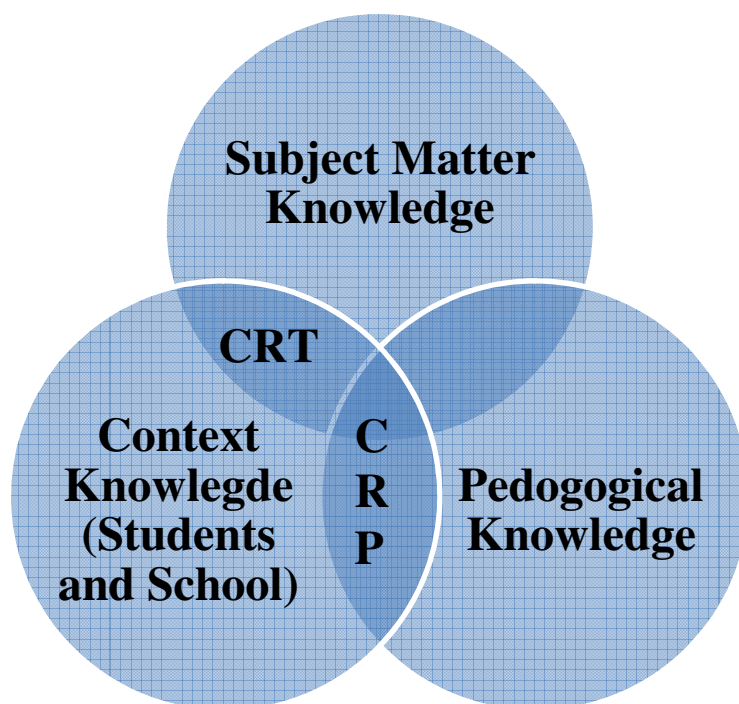 Subject Matter
Knowledge
CRT
Context
Knowlegde
(Students
and School)
C
R
P
Pedogogical
Knowledge